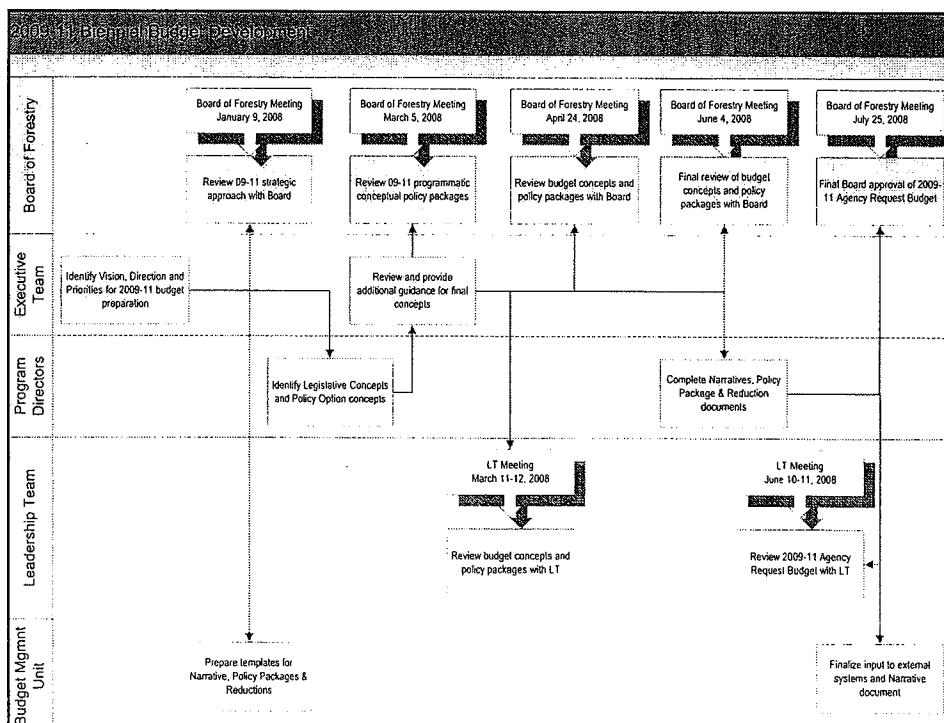 2009-11 Biennial Budget Development
Board of Forestry
Board of Forestry Meeting
January 9, 2008
Board of Forestry Meeting
March 5, 2008
Board of Forestry Meeting
April 24, 2008
Board of Forestry Meeting
June 4, 2008
Board of Forestry Meeting
July 25, 2008
Review 09-11 strategic
approach with Board
Review 09-11 programmatic
conceptual policy packages
Review budget concepts and
policy packages with Board
Final review of budget
concepts and policy
packages with Board
Final Board approval of 2009-
11 Agency Request Budget
Executive
Team
Identify Vision, Direction and
Priorities for 2009-11 budget
preparation
Review and provide
additional guidance for final
concepts
Program
Directors
Identify Legislative Concepts
and Policy Option concepts
Complete Narratives, Policy
Package & Reduction
documents
Leadership Team
LT Meeting
March 11-12, 2008
LT Meeting
June 10-11, 2008
Review budget concepts and
policy packages with LT
Review 2009-11 Agency
Request Budget with LT
Budget Mgmnt
Unit
Prepare templates for
Narrative, Policy Packages &
Reductions
Finalize input to external
systems and Narrative
document